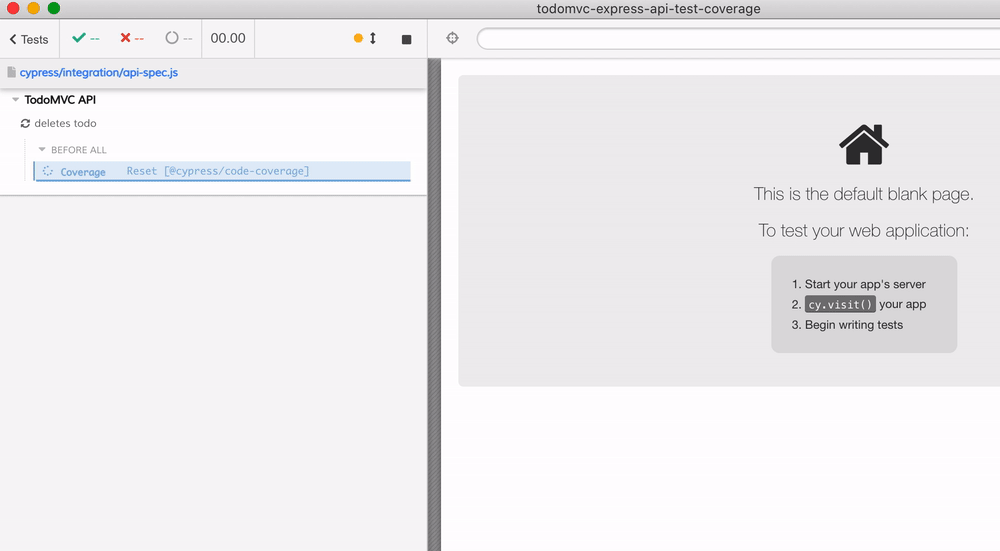 todomvc-express-api-test-coverage
Tests -- -- -- 00.00
cypress/integration/api-spec.js
TodoMVC API
deletes todo
BEFORE ALL
Coverage Reset [@cypress/code-coverage]
This is the default blank page.
To test your web application:
1. Start your app's server
2. cy.visit() your app
3. Begin writing tests